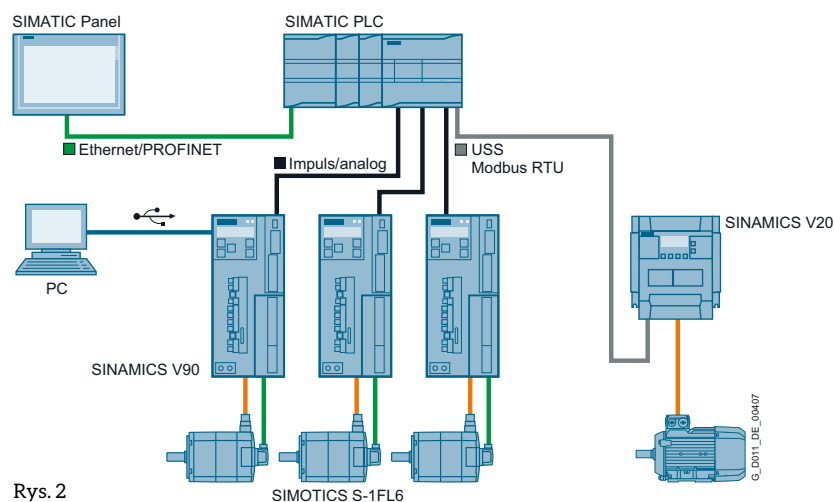 SIMATIC Panel
SIMATIC PLC
Ethernet/PROFINET
Impuls/analog
USS
Modbus RTU
SINAMICS V20
PC
SINAMICS V90
G_D011_DE_00407
Rys. 2
SIMOTICS S-1FL6